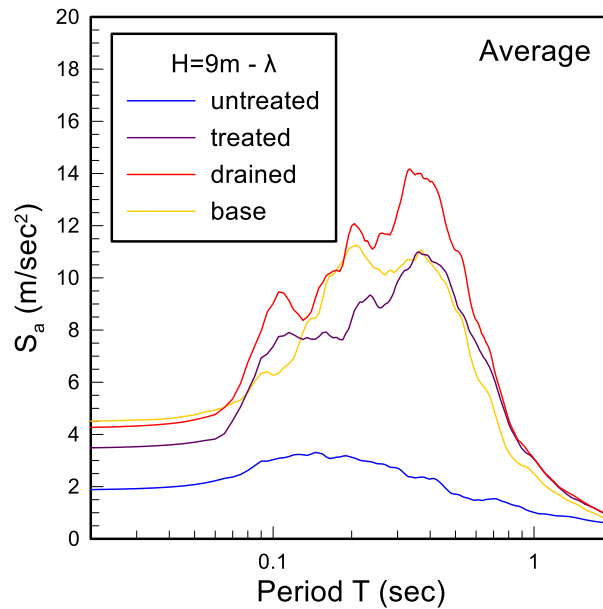 20
18
16
14
12
10
8
6
4
2
0
Sa (m/sec2)
H=9m - λ
untreated
treated
drained
base
Average
0.1
1
Period T (sec)